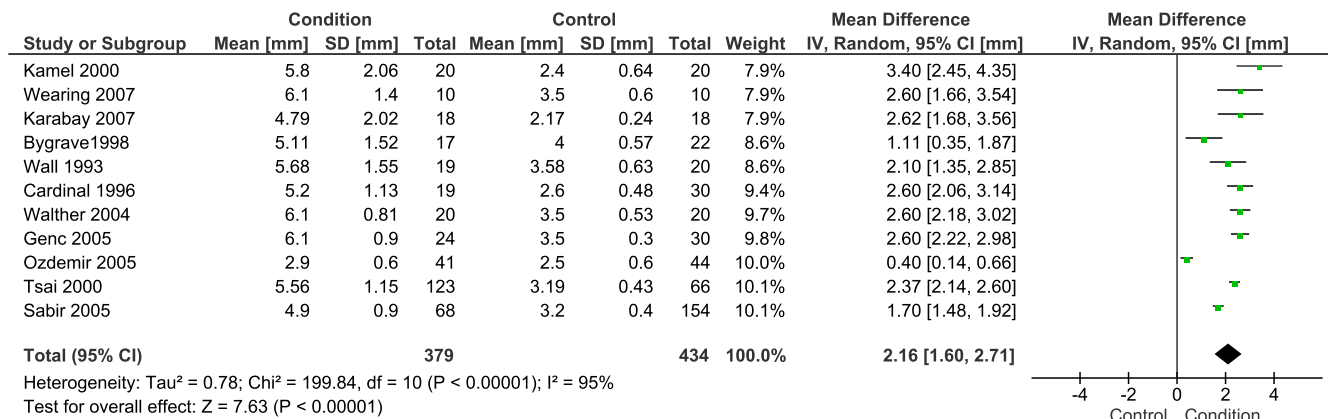 Condition Control Mean Difference Mean Difference
Study or Subgroup Mean [mm] SD [mm] Total Mean [mm] SD [mm] Total Weight IV, Random, 95% CI [mm] IV, Random, 95% CI [mm]
Kamel 2000 5.8 2.06 20 2.4 0.64 20 7.9% 3.40 [2.45, 4.35]
Wearing 2007 6.1 1.4 10 3.5 0.6 10 7.9% 2.60 [1.66, 3.54]
Karabay 2007 4.79 2.02 18 2.17 0.24 18 7.9% 2.62 [1.68, 3.56]
Bygrave1998 5.11 1.52 17 4 0.57 22 8.6% 1.11 [0.35, 1.87]
Wall 1993 5.68 1.55 19 3.58 0.63 20 8.6% 2.10 [1.35, 2.85]
Cardinal 1996 5.2 1.13 19 2.6 0.48 30 9.4% 2.60 [2.06, 3.14]
Walther 2004 6.1 0.81 20 3.5 0.53 20 9.7% 2.60 [2.18, 3.02]
Genc 2005 6.1 0.9 24 3.5 0.3 30 9.8% 2.60 [2.22, 2.98]
Ozdemir 2005 2.9 0.6 41 2.5 0.6 44 10.0% 0.40 [0.14, 0.66]
Tsai 2000 5.56 1.15 123 3.19 0.43 66 10.1% 2.37 [2.14, 2.60]
Sabir 2005 4.9 0.9 68 3.2 0.4 154 10.1% 1.70 [1.48, 1.92]
Total (95% CI) 379 434 100.0% 2.16 [1.60, 2.71]
Heterogeneity: Tau² = 0.78; Chi² = 199.84, df = 10 (P < 0.00001); I² = 95%
Test for overall effect: Z = 7.63 (P < 0.00001)
-4 -2 0 2 4
Control Condition